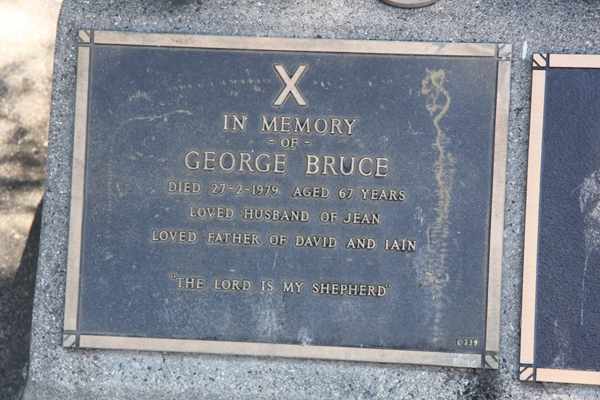 IN MEMORY
- OF -
GEORGE BRUCE
DIED 27-2-1979 AGED 67 YEARS
LOVED HUSBAND OF JEAN
LOVED FATHER OF DAVID AND IAIN
"THE LORD IS MY SHEPHERD"
C 239